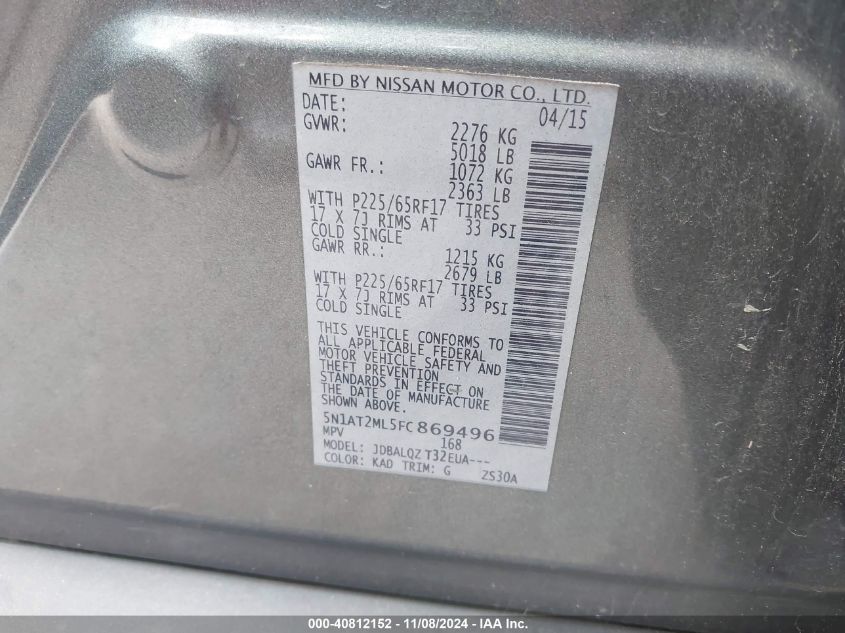 MFD BY NISSAN MOTOR CO., LTD.
DATE: 04/15
GVWR: 2276 KG
5018 LB
GAWR FR.: 1072 KG
2363 LB
WITH P225/65RF17 TIRES
17 X 7J RIMS AT 33 PSI
COLD SINGLE
GAWR RR.: 1215 KG
2679 LB
WITH P225/65RF17 TIRES
17 X 7J RIMS AT 33 PSI
COLD SINGLE
THIS VEHICLE CONFORMS TO
ALL APPLICABLE FEDERAL
MOTOR VEHICLE SAFETY AND
THEFT PREVENTION
STANDARDS IN EFFECT ON
THE DATE OF MANUFACTURE
SHOWN ABOVE.
5N1AT2ML5FC869496
MPV 168
MODEL: JDBALQZ T32EUA---
COLOR: KAD TRIM: G ZS30A
000-40812152 - 11/08/2024 - IAA Inc.